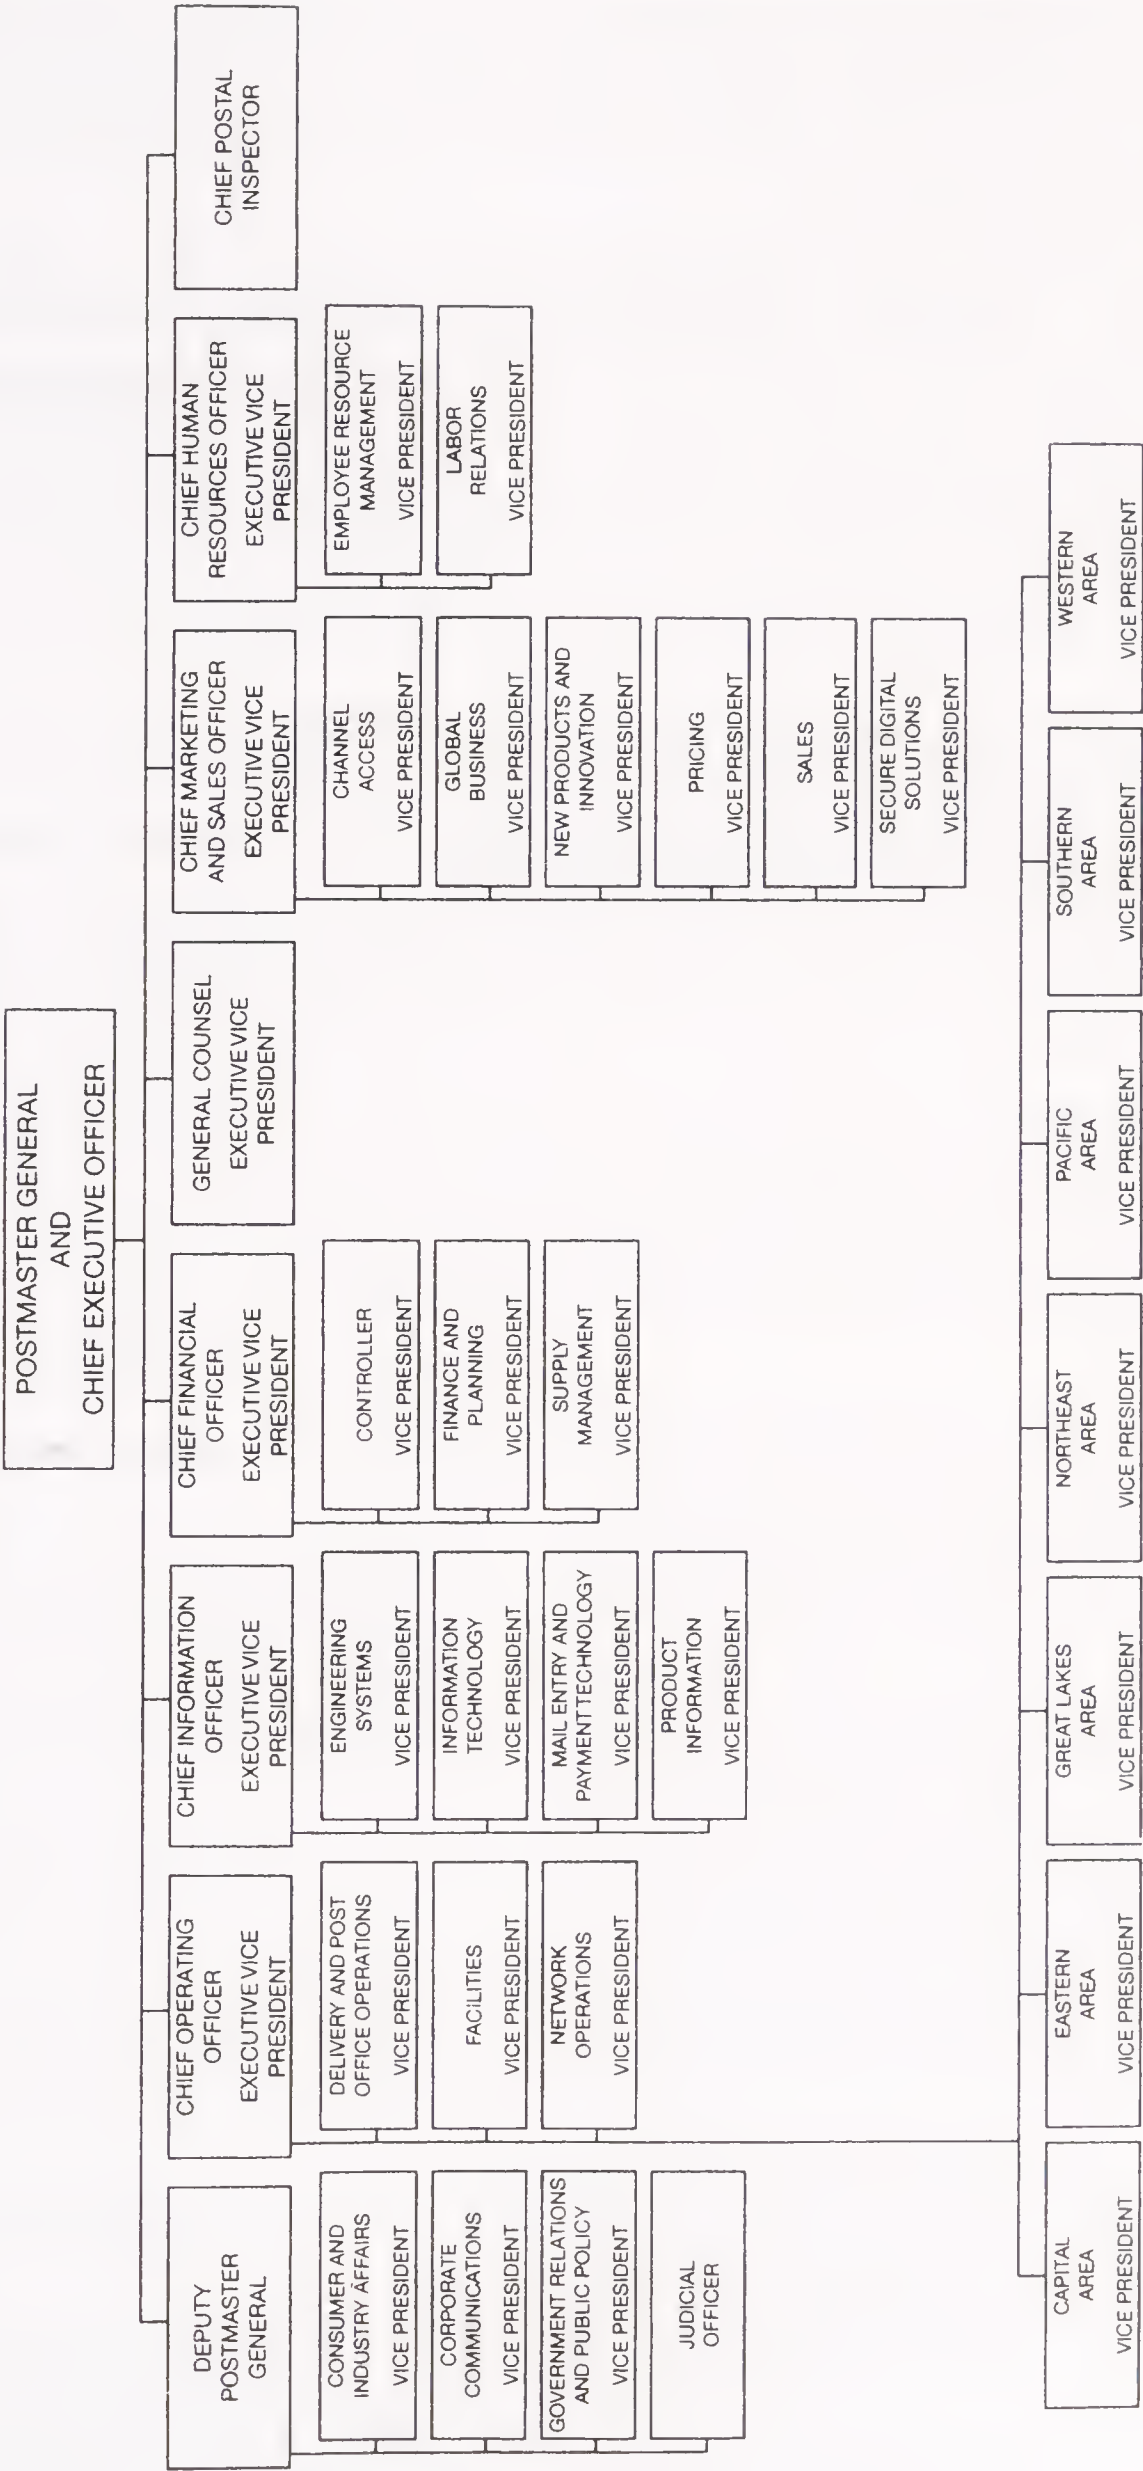 POSTMASTER GENERAL
AND
CHIEF EXECUTIVE OFFICER
DEPUTY
POSTMASTER
GENERAL
CONSUMER AND
INDUSTRY AFFAIRS
VICE PRESIDENT
CORPORATE
COMMUNICATIONS
VICE PRESIDENT
GOVERNMENT RELATIONS
AND PUBLIC POLICY
VICE PRESIDENT
JUDICIAL
OFFICER
CHIEF OPERATING
OFFICER
EXECUTIVE VICE
PRESIDENT
DELIVERY AND POST
OFFICE OPERATIONS
VICE PRESIDENT
FACILITIES
VICE PRESIDENT
NETWORK
OPERATIONS
VICE PRESIDENT
CHIEF INFORMATION
OFFICER
EXECUTIVE VICE
PRESIDENT
ENGINEERING
SYSTEMS
VICE PRESIDENT
INFORMATION
TECHNOLOGY
VICE PRESIDENT
MAIL ENTRY AND
PAYMENT TECHNOLOGY
VICE PRESIDENT
PRODUCT
INFORMATION
VICE PRESIDENT
CHIEF FINANCIAL
OFFICER
EXECUTIVE VICE
PRESIDENT
CONTROLLER
VICE PRESIDENT
FINANCE AND
PLANNING
VICE PRESIDENT
SUPPLY
MANAGEMENT
VICE PRESIDENT
GENERAL COUNSEL
EXECUTIVE VICE
PRESIDENT
CHIEF MARKETING
AND SALES OFFICER
EXECUTIVE VICE
PRESIDENT
CHANNEL
ACCESS
VICE PRESIDENT
GLOBAL
BUSINESS
VICE PRESIDENT
NEW PRODUCTS AND
INNOVATION
VICE PRESIDENT
PRICING
VICE PRESIDENT
SALES
VICE PRESIDENT
SECURE DIGITAL
SOLUTIONS
VICE PRESIDENT
CHIEF HUMAN
RESOURCES OFFICER
EXECUTIVE VICE
PRESIDENT
EMPLOYEE RESOURCE
MANAGEMENT
VICE PRESIDENT
LABOR
RELATIONS
VICE PRESIDENT
CHIEF POSTAL
INSPECTOR
CAPITAL
AREA
VICE PRESIDENT
EASTERN
AREA
VICE PRESIDENT
GREAT LAKES
AREA
VICE PRESIDENT
NORTHEAST
AREA
VICE PRESIDENT
PACIFIC
AREA
VICE PRESIDENT
SOUTHERN
AREA
VICE PRESIDENT
WESTERN
AREA
VICE PRESIDENT